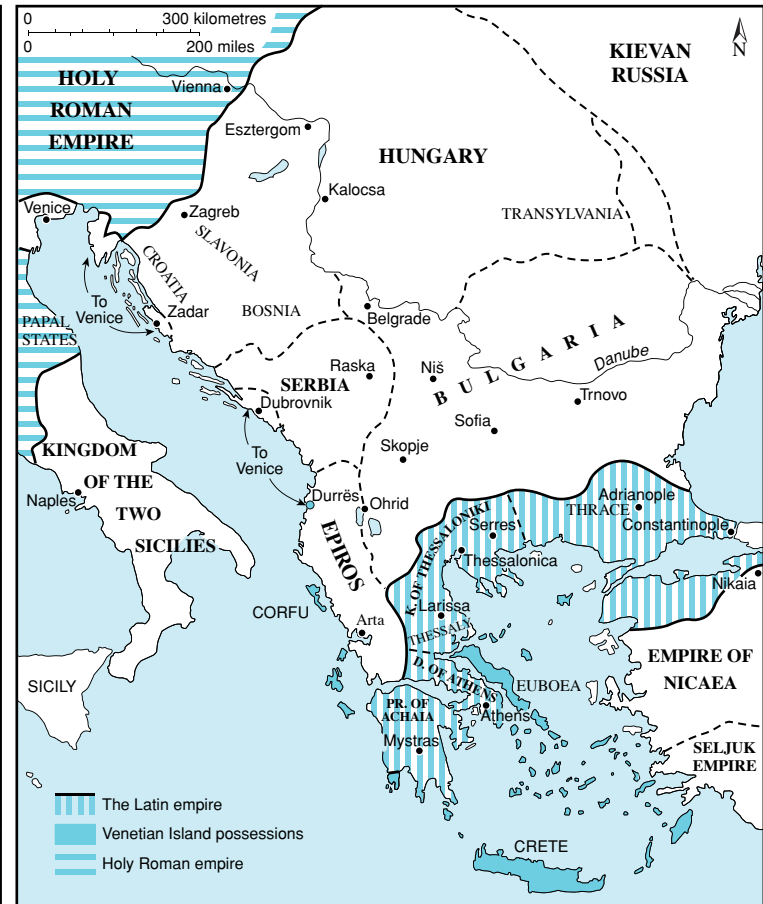 0 300 kilometres
0 200 miles
N
HOLY
ROMAN
EMPIRE
Vienna
KIEVAN
RUSSIA
Esztergom
HUNGARY
Kalocsa
TRANSYLVANIA
Venice
Zagreb
SLAVONIA
CROATIA
To
Venice
Zadar
BOSNIA
Belgrade
PAPAL
STATES
BULGARIA
Danube
Raska
Niš
SERBIA
Dubrovnik
Trnovo
Sofia
Skopje
To
Venice
KINGDOM
OF THE
TWO
SICILIES
Naples
Durrës
Ohrid
EPIROS
K. OF THESSALONIKI
Serres
Thessalonica
Adrianople
THRACE
Constantinople
Nikaia
CORFU
Arta
Larissa
THESSALY
D. OF ATHENS
EUBOEA
Athens
EMPIRE OF
NICAEA
PR. OF
ACHAIA
Mystras
SELJUK
EMPIRE
SICILY
CRETE
The Latin empire
Venetian Island possessions
Holy Roman empire